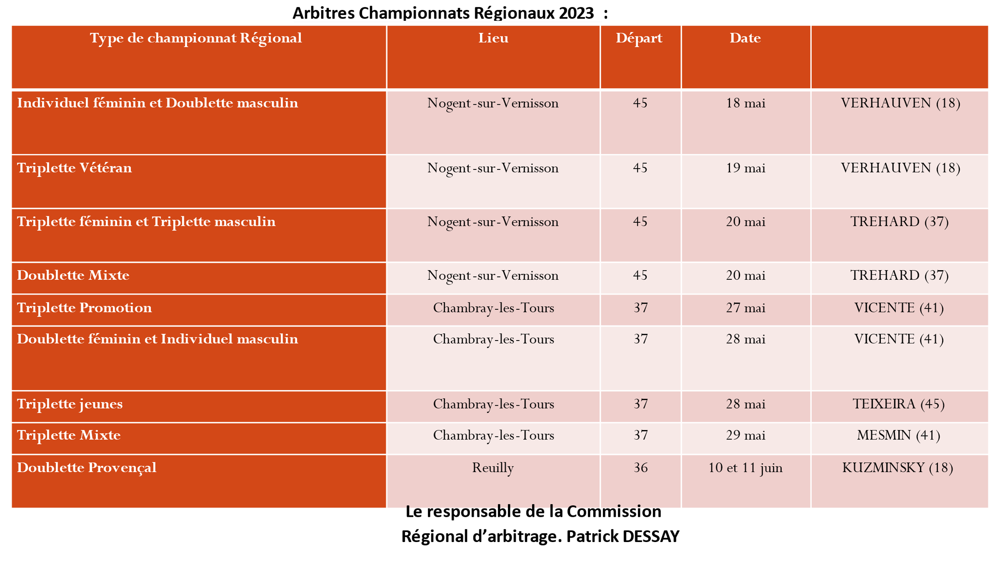 Arbitres Championnats Régionaux 2023 :
Type de championnat Régional Lieu Départ Date
Individuel féminin et Doublette masculin Nogent-sur-Vernisson 45 18 mai VERHAUVEN (18)
Triplette Vétéran Nogent-sur-Vernisson 45 19 mai VERHAUVEN (18)
Triplette féminin et Triplette masculin Nogent-sur-Vernisson 45 20 mai TREHARD (37)
Doublette Mixte Nogent-sur-Vernisson 45 20 mai TREHARD (37)
Triplette Promotion Chambray-les-Tours 37 27 mai VICENTE (41)
Doublette féminin et Individuel masculin Chambray-les-Tours 37 28 mai VICENTE (41)
Triplette jeunes Chambray-les-Tours 37 28 mai TEIXEIRA (45)
Triplette Mixte Chambray-les-Tours 37 29 mai MESMIN (41)
Doublette Provençal Reuilly 36 10 et 11 juin KUZMINSKY (18)
Le responsable de la Commission
Régional d’arbitrage. Patrick DESSAY